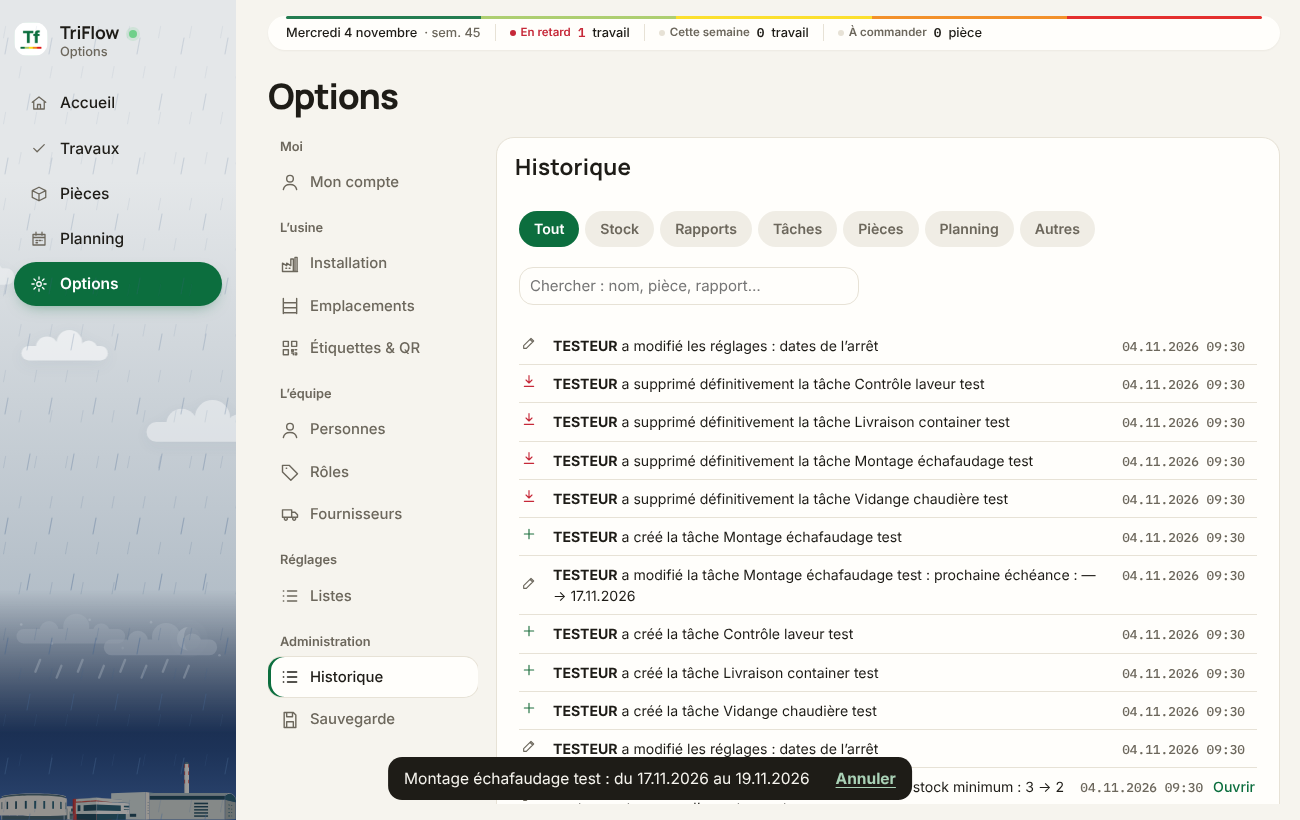 Tf
TriFlow
Options
Accueil
Travaux
Pièces
Planning
Options
Mercredi 4 novembre · sem. 45
En retard 1 travail
Cette semaine 0 travail
À commander 0 pièce
Options
Moi
Mon compte
L’usine
Installation
Emplacements
Étiquettes & QR
L’équipe
Personnes
Rôles
Fournisseurs
Réglages
Listes
Administration
Historique
Sauvegarde
Historique
Tout
Stock
Rapports
Tâches
Pièces
Planning
Autres
Chercher : nom, pièce, rapport...
TESTEUR a modifié les réglages : dates de l’arrêt 04.11.2026 09:30
TESTEUR a supprimé définitivement la tâche Contrôle laveur test 04.11.2026 09:30
TESTEUR a supprimé définitivement la tâche Livraison container test 04.11.2026 09:30
TESTEUR a supprimé définitivement la tâche Montage échafaudage test 04.11.2026 09:30
TESTEUR a supprimé définitivement la tâche Vidange chaudière test 04.11.2026 09:30
TESTEUR a créé la tâche Montage échafaudage test 04.11.2026 09:30
TESTEUR a modifié la tâche Montage échafaudage test : prochaine échéance : — 04.11.2026 09:30
→ 17.11.2026
TESTEUR a créé la tâche Contrôle laveur test 04.11.2026 09:30
TESTEUR a créé la tâche Livraison container test 04.11.2026 09:30
TESTEUR a créé la tâche Vidange chaudière test 04.11.2026 09:30
TESTEUR a modifié les réglages : dates de l’arrêt 04.11.2026 09:30
stock minimum : 3 → 2 04.11.2026 09:30 Ouvrir
Montage échafaudage test : du 17.11.2026 au 19.11.2026 Annuler